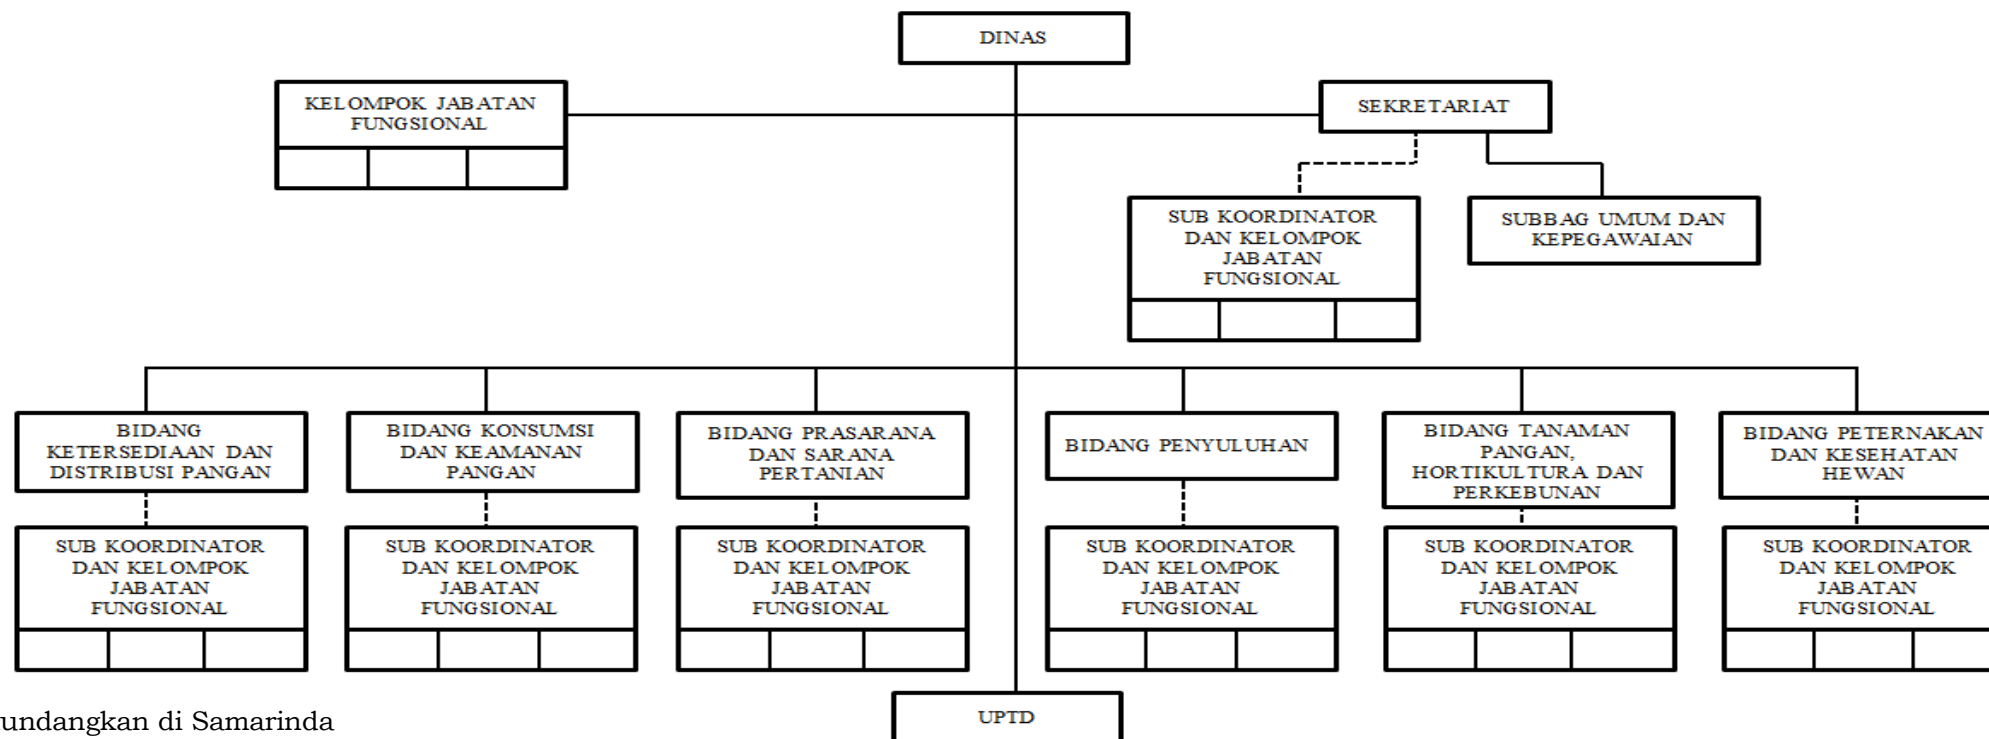 DINAS
KELOMPOK JABATAN
FUNGSIONAL
SEKRETARIAT
SUB KOORDINATOR
DAN KELOMPOK
JABATAN
FUNGSIONAL
SUBBAG UMUM DAN
KEPEGAWAIAN
BIDANG
KETERSEDIAAN DAN
DISTRIBUSI PANGAN
BIDANG KONSUMSI
DAN KEAMANAN
PANGAN
BIDANG PRASARANA
DAN SARANA
PERTANIAN
BIDANG PENYULUHAN
BIDANG TANAMAN
PANGAN,
HORTIKULTURA DAN
PERKEBUNAN
BIDANG PETERNAKAN
DAN KESEHATAN
HEWAN
SUB KOORDINATOR
DAN KELOMPOK
JABATAN
FUNGSIONAL
SUB KOORDINATOR
DAN KELOMPOK
JABATAN
FUNGSIONAL
SUB KOORDINATOR
DAN KELOMPOK
JABATAN
FUNGSIONAL
SUB KOORDINATOR
DAN KELOMPOK
JABATAN
FUNGSIONAL
SUB KOORDINATOR
DAN KELOMPOK
JABATAN
FUNGSIONAL
SUB KOORDINATOR
DAN KELOMPOK
JABATAN
FUNGSIONAL
UPTD
undangkan di Samarinda